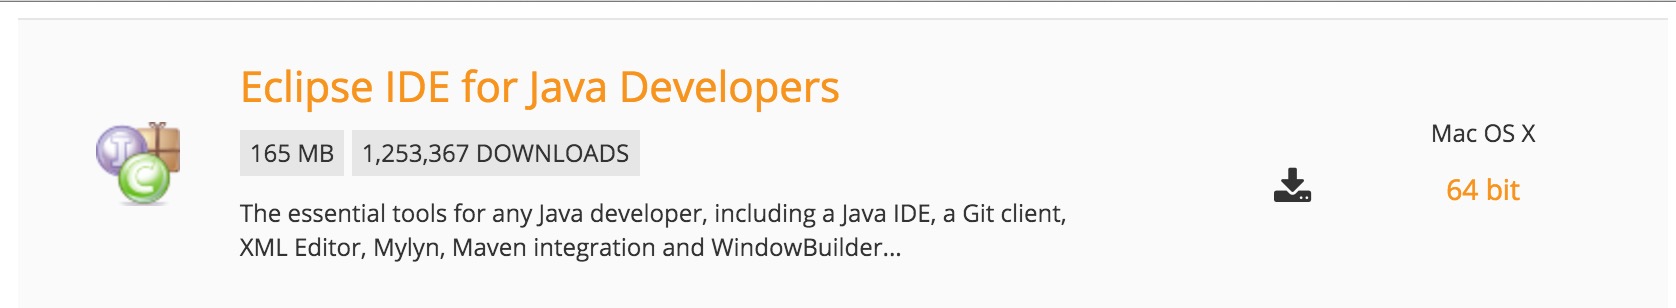 Eclipse IDE for Java Developers
165 MB 1,253,367 DOWNLOADS
The essential tools for any Java developer, including a Java IDE, a Git client,
XML Editor, Mylyn, Maven integration and WindowBuilder...
Mac OS X
64 bit